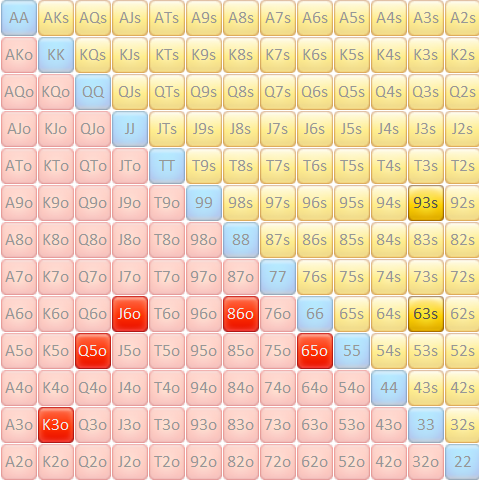 AA AKs AQs AJs ATs A9s A8s A7s A6s A5s A4s A3s A2s
AKo KK KQs KJs KTs K9s K8s K7s K6s K5s K4s K3s K2s
AQo KQo QQ QJs QTs Q9s Q8s Q7s Q6s Q5s Q4s Q3s Q2s
AJo KJo QJo JJ JTs J9s J8s J7s J6s J5s J4s J3s J2s
ATo KTo QTo JTo TT T9s T8s T7s T6s T5s T4s T3s T2s
A9o K9o Q9o J9o T9o 99 98s 97s 96s 95s 94s 93s 92s
A8o K8o Q8o J8o T8o 98o 88 87s 86s 85s 84s 83s 82s
A7o K7o Q7o J7o T7o 97o 87o 77 76s 75s 74s 73s 72s
A6o K6o Q6o J6o T6o 96o 86o 76o 66 65s 64s 63s 62s
A5o K5o Q5o J5o T5o 95o 85o 75o 65o 55 54s 53s 52s
A4o K4o Q4o J4o T4o 94o 84o 74o 64o 54o 44 43s 42s
A3o K3o Q3o J3o T3o 93o 83o 73o 63o 53o 43o 33 32s
A2o K2o Q2o J2o T2o 92o 82o 72o 62o 52o 42o 32o 22